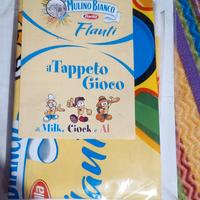 MULINO BIANCO
Barilla
Flauti
il Tappeto
Gioco
di Milk, Ciock e Al